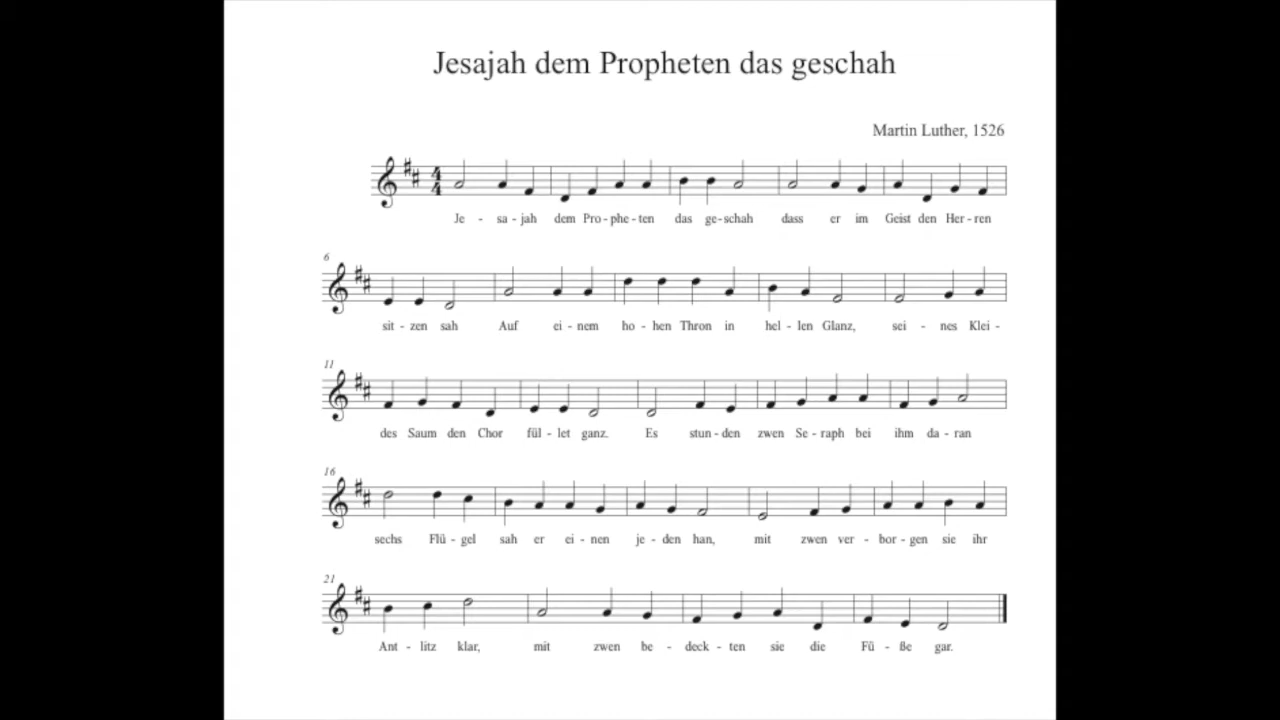 Jesajah dem Propheten das geschah
Martin Luther, 1526
4
4
Je - sa - jah dem Pro - phe - ten das ge - schah dass er im Geist den Her - ren
6
sit - zen sah Auf ei - nem ho - hen Thron in hel - len Glanz, sei - nes Klei -
11
des Saum den Chor fül - let ganz. Es stun - den zwen Se - raph bei ihm da - ran
16
sechs Flü - gel sah er ei - nen je - den han, mit zwen ver - bor - gen sie ihr
21
Ant - litz klar, mit zwen be - deck - ten sie die Fü - ße gar.